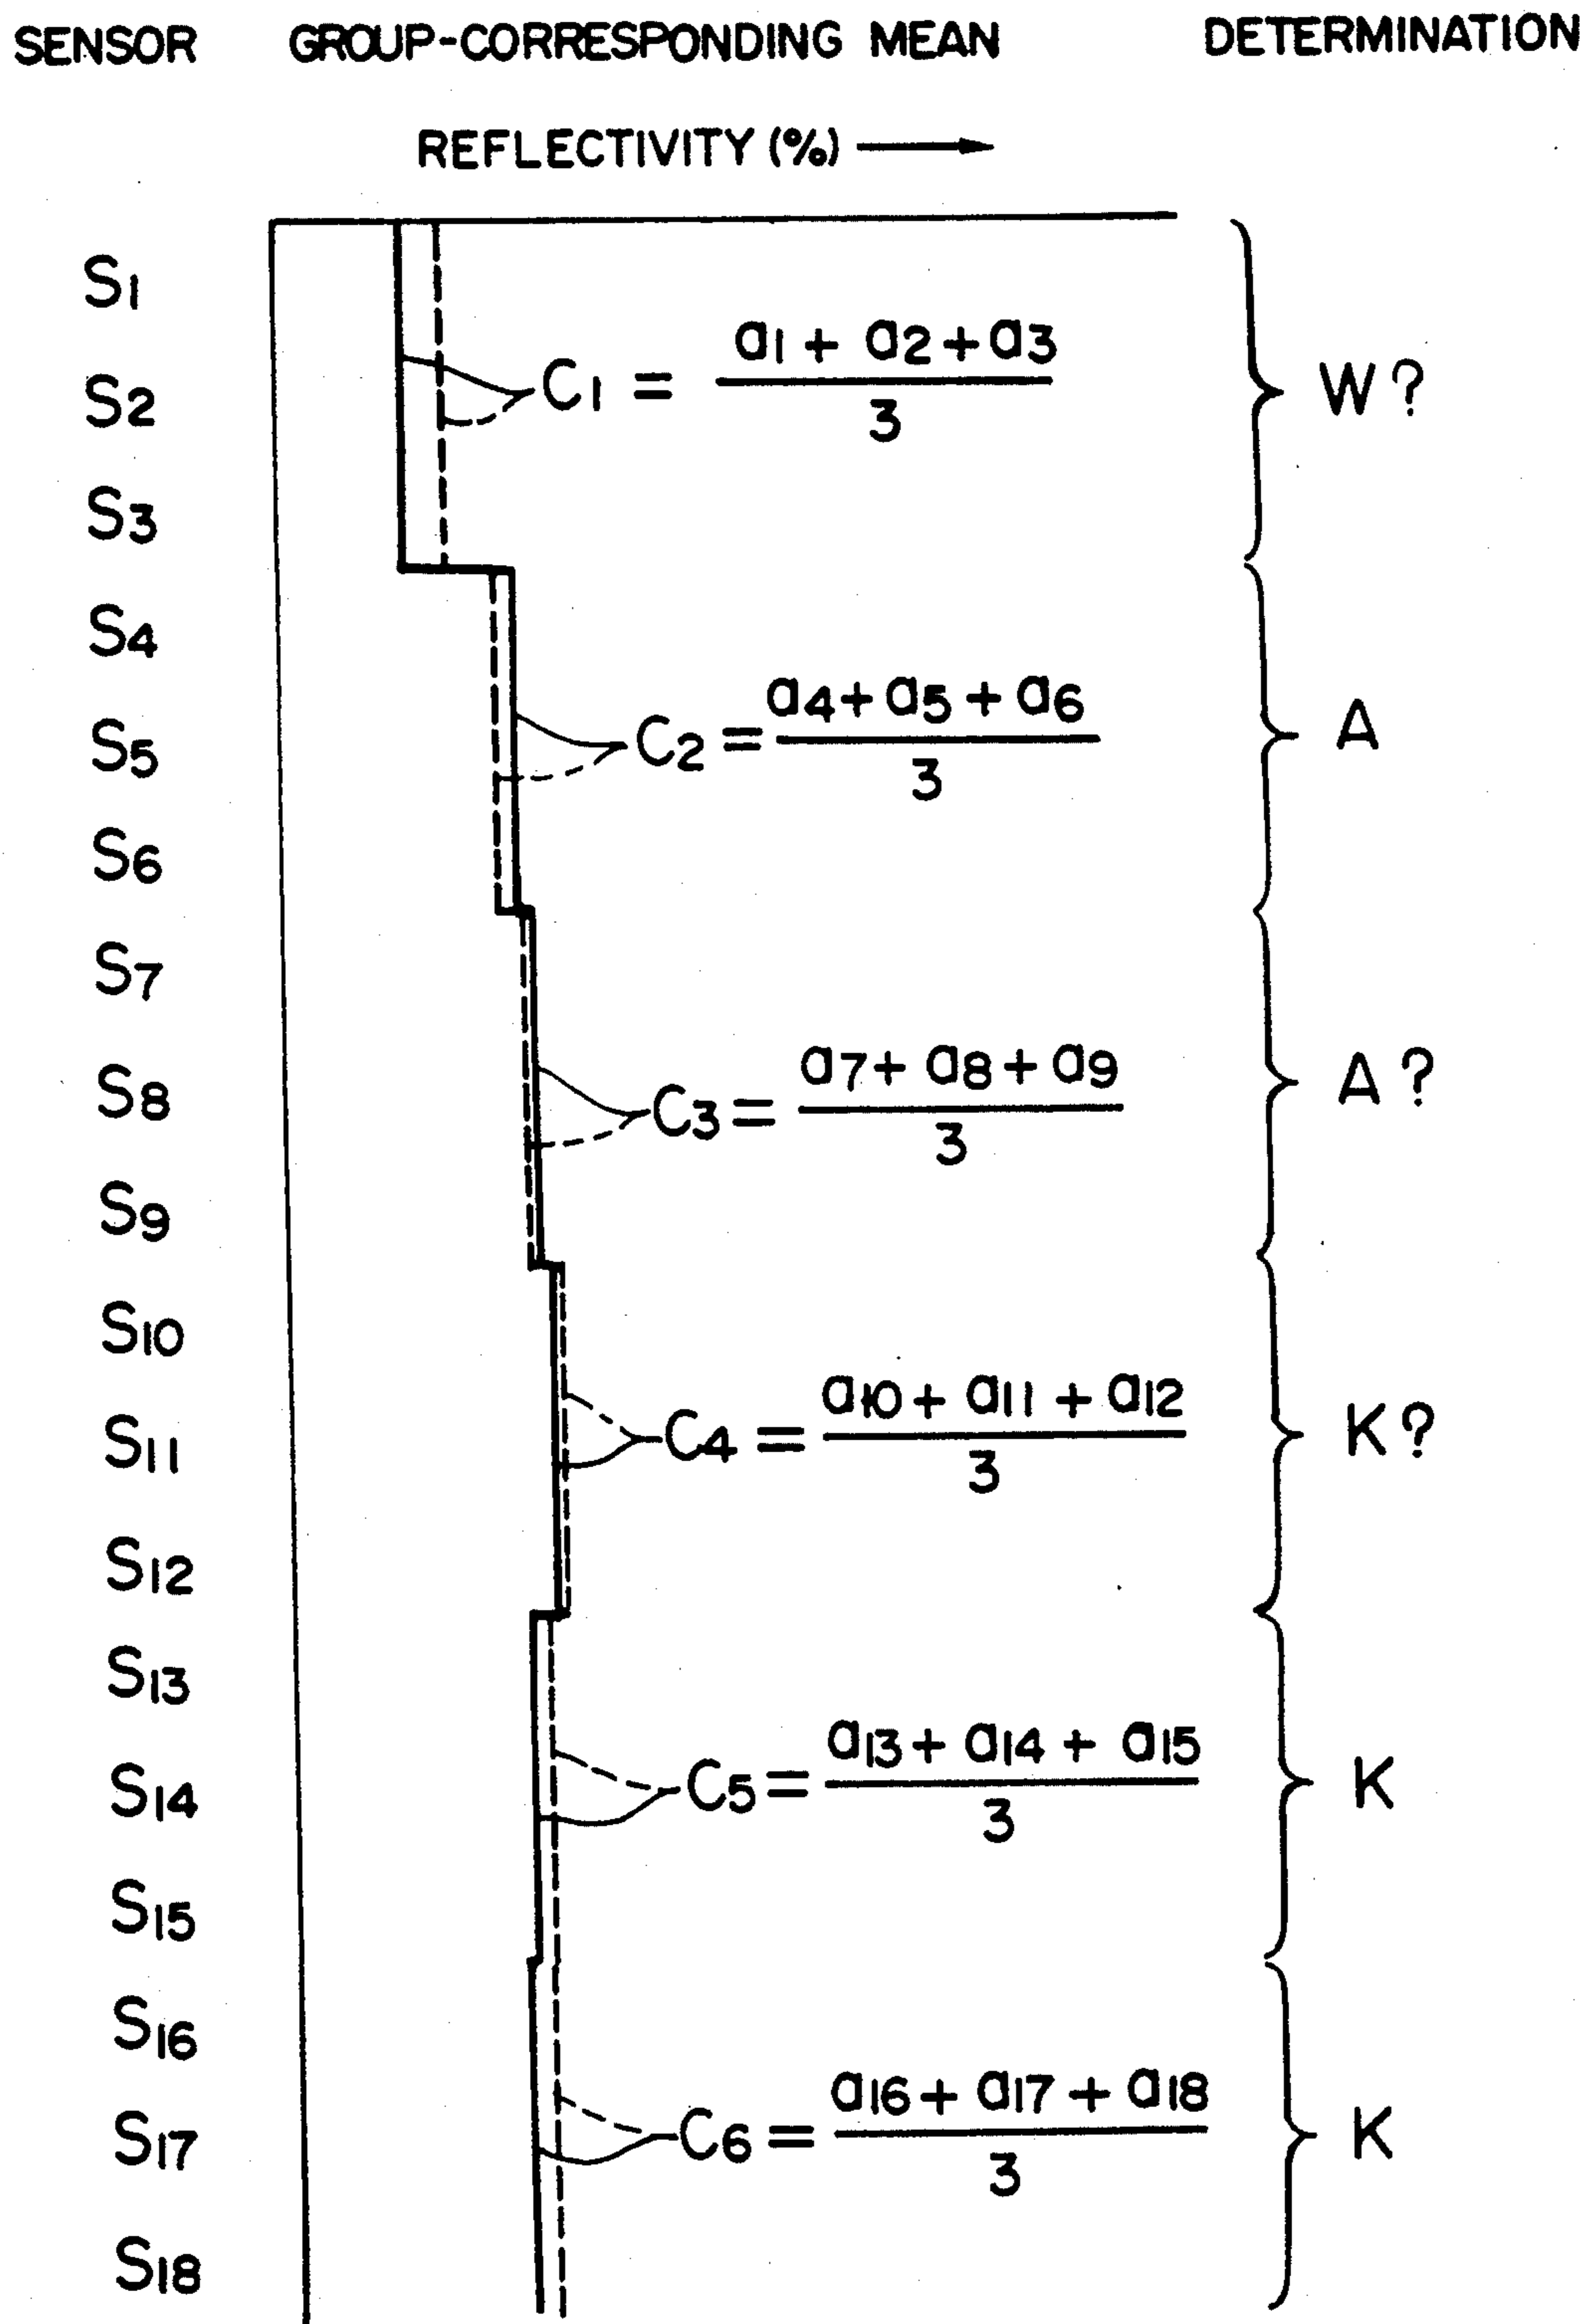 SENSOR GROUP-CORRESPONDING MEAN DETERMINATION
REFLECTIVITY (%)
S1
C1 = a1 + a2 + a3 / 3 W?
S2
S3
S4
C2 = a4 + a5 + a6 / 3 A
S5
S6
S7
C3 = a7 + a8 + a9 / 3 A?
S8
S9
S10
C4 = a10 + a11 + a12 / 3 K?
S11
S12
S13
C5 = a13 + a14 + a15 / 3 K
S14
S15
S16
C6 = a16 + a17 + a18 / 3 K
S17
S18